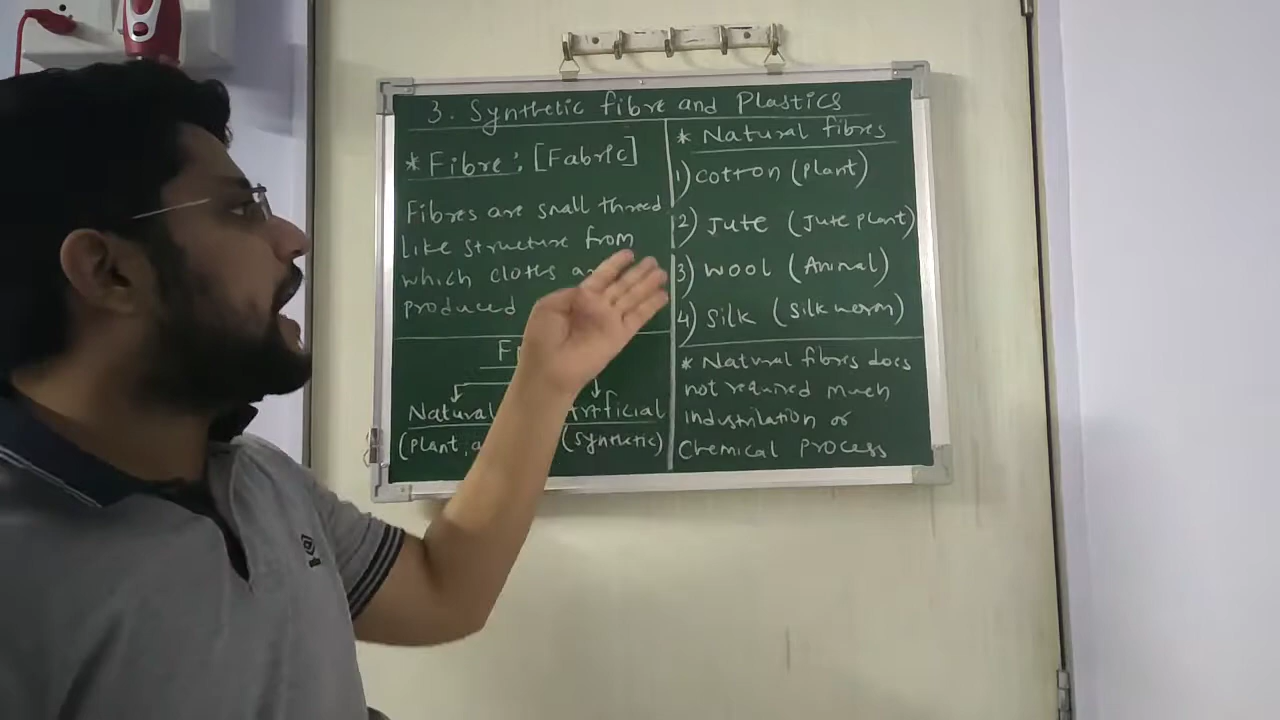 3. Synthetic fibre and Plastics
* Fibre: [Fabric]
Fibres are small thread
like structure from
which cloths
produced
Natural Artificial
(Plant, (Synthetic)
* Natural fibres
1) Cotton (Plant)
2) Jute (Jute plant)
3) Wool (Animal)
4) Silk (Silk worm)
* Natural fibres does
not required much
industrilation or
Chemical Process